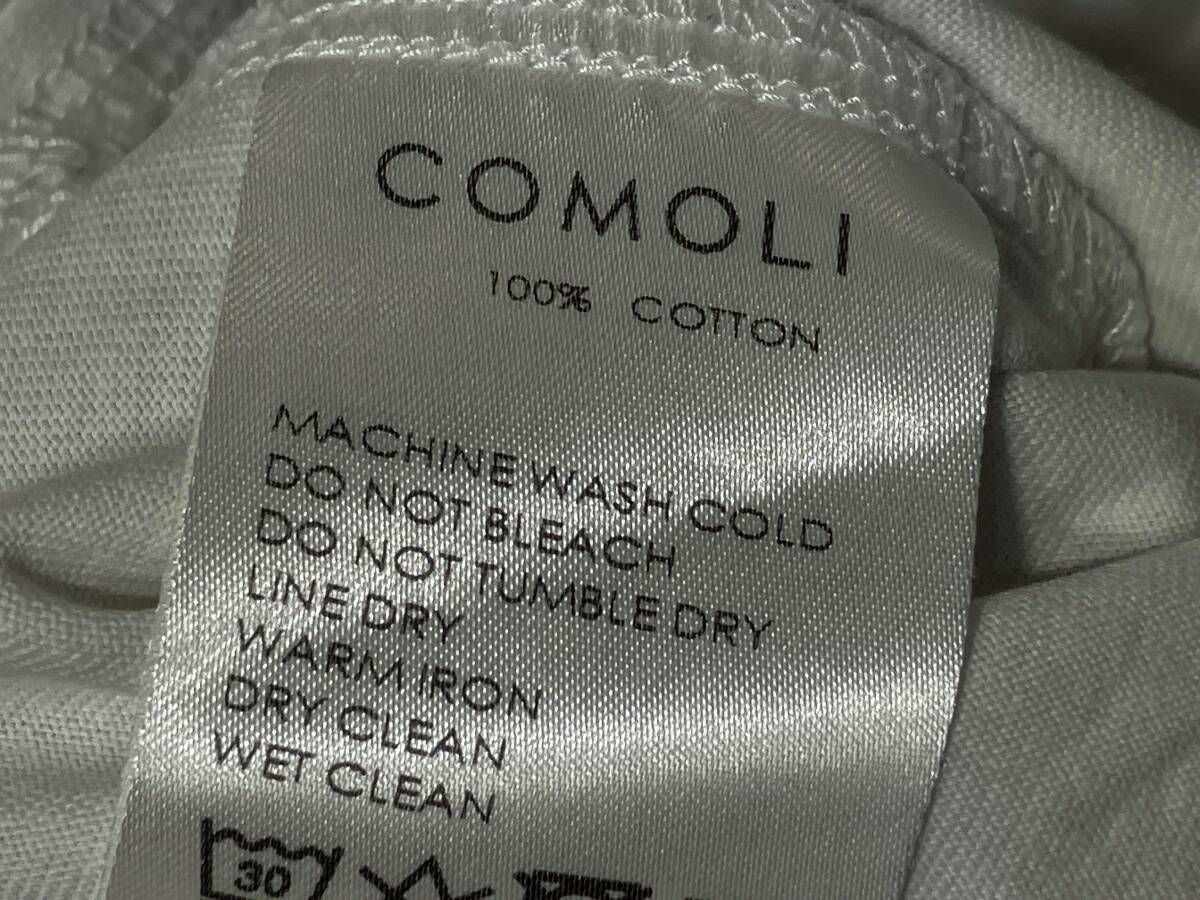 COMOLI
100% COTTON
MACHINE WASH COLD
DO NOT BLEACH
DO NOT TUMBLE DRY
LINE DRY
WARM IRON
DRY CLEAN
WET CLEAN
30